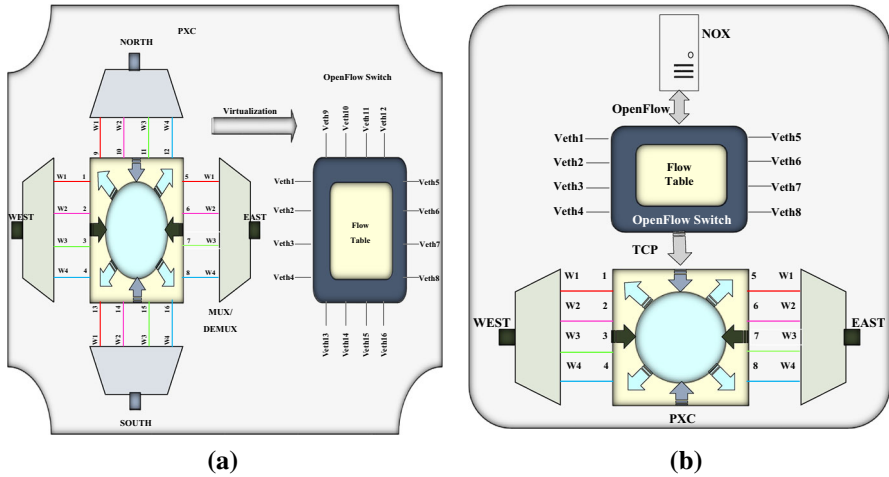 PXC
NORTH
OpenFlow Switch
Virtualization
W1 W2 W3 W4
9 10 11 12
Veth9 Veth10 Veth11 Veth12
W1 1 5 W1
W2 2 6 W2
WEST
W3 3 7 W3
EAST
W4 4 8 W4
Veth1 Veth5
Veth2 Veth6
Flow
Table
Veth3 Veth7
Veth4 Veth8
13 14 15 16
W1 W2 W3 W4
MUX/
DEMUX
Veth13 Veth14 Veth15 Veth16
SOUTH
(a)
NOX
OpenFlow
Veth1 Veth5
Veth2 Veth6
Flow
Table
Veth3 Veth7
Veth4 Veth8
OpenFlow Switch
TCP
W1 1 5 W1
W2 2 6 W2
WEST
W3 3 7 W3
EAST
W4 4 8 W4
PXC
(b)